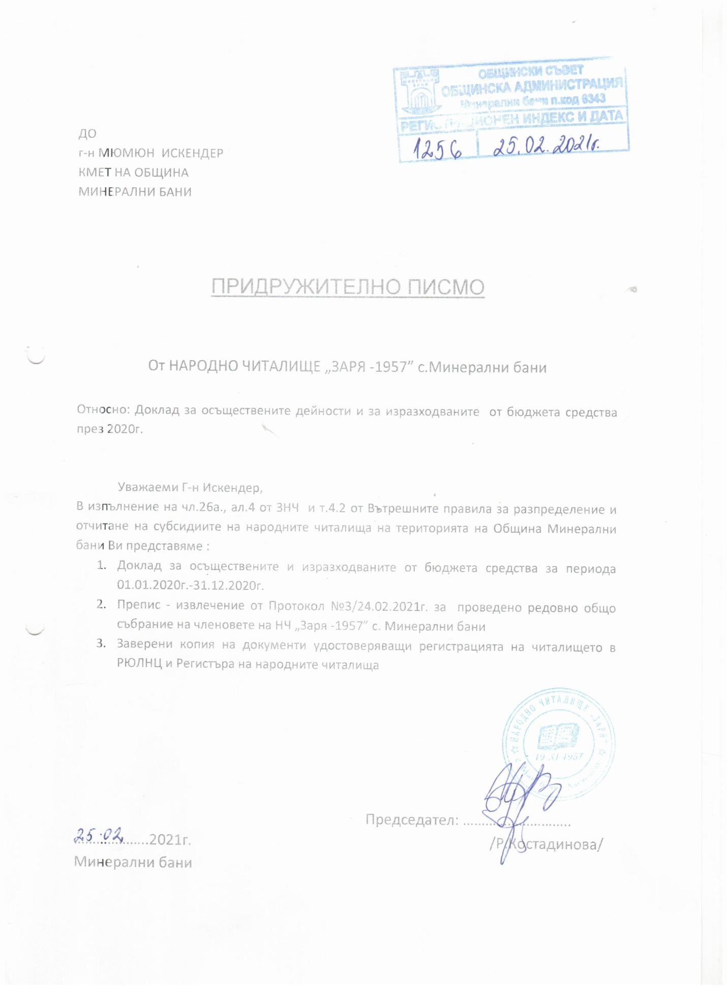 ОБЩИНСКИ СЪВЕТ
ОБЩИНСКА АДМИНИСТРАЦИЯ
Минерални бани п.код 6343
РЕГИСТРАЦИОНЕН ИНДЕКС И ДАТА
1256 25.02.2021г.
МИНЕРАЛНИ
БАНИ
ДО
г-н МЮМЮН ИСКЕНДЕР
КМЕТ НА ОБЩИНА
МИНЕРАЛНИ БАНИ
ПРИДРУЖИТЕЛНО ПИСМО
От НАРОДНО ЧИТАЛИЩЕ „ЗАРЯ -1957” с.Минерални бани
Относно: Доклад за осъществените дейности и за изразходваните от бюджета средства
през 2020г.
Уважаеми Г-н Искендер,
В изпълнение на чл.26а., ал.4 от ЗНЧ и т.4.2 от Вътрешните правила за разпределение и
отчитане на субсидиите на народните читалища на територията на Община Минерални
бани Ви представяме :
1. Доклад за осъществените и изразходваните от бюджета средства за периода
01.01.2020г.-31.12.2020г.
2. Препис - извлечение от Протокол №3/24.02.2021г. за проведено редовно общо
събрание на членовете на НЧ „Заря -1957” с. Минерални бани
3. Заверени копия на документи удостоверяващи регистрацията на читалището в
РЮЛНЦ и Регистъра на народните читалища
НАРОДНО ЧИТАЛИЩЕ „ЗАРЯ”
19 XI 1957
Председател: ..............................
/Р.Костадинова/
25.02.................2021г.
Минерални бани